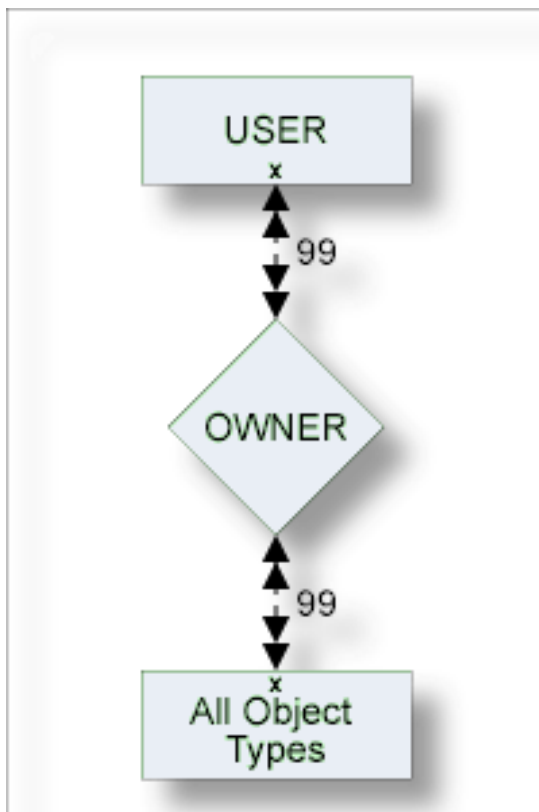 USER
x
99
OWNER
99
x
All Object
Types